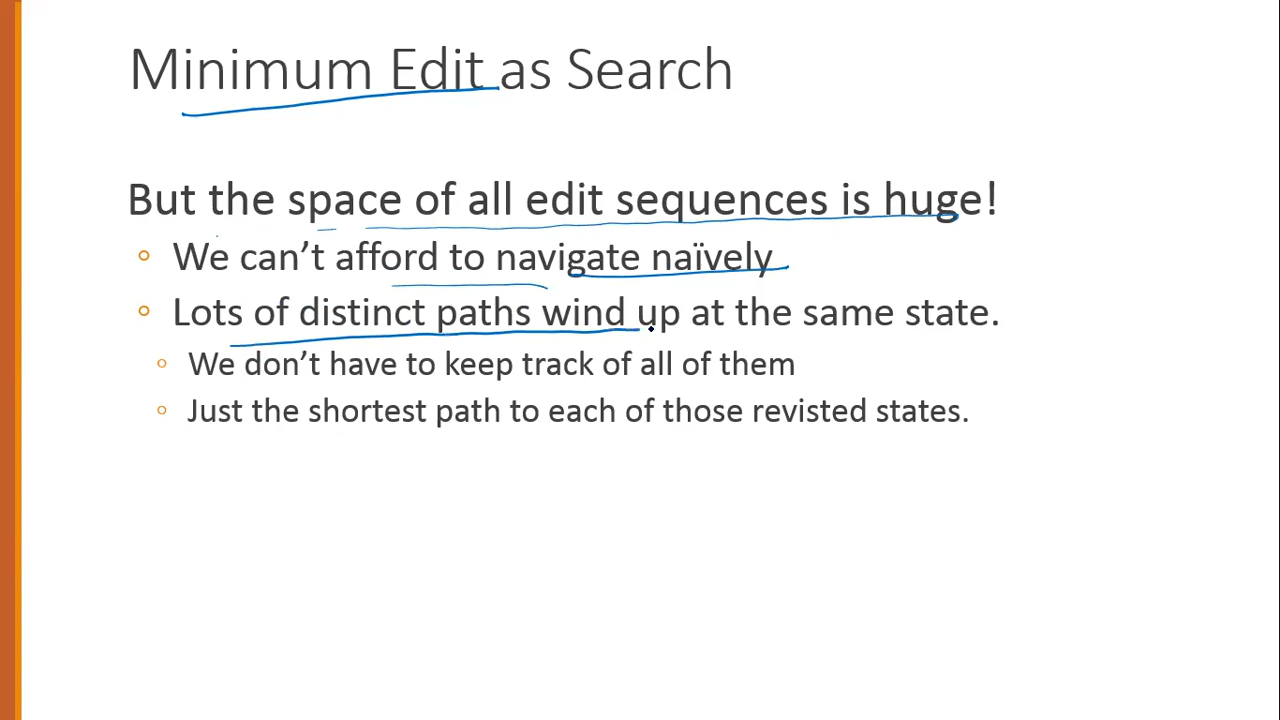 Minimum Edit as Search
But the space of all edit sequences is huge!
We can’t afford to navigate naïvely
Lots of distinct paths wind up at the same state.
We don’t have to keep track of all of them
Just the shortest path to each of those revisted states.